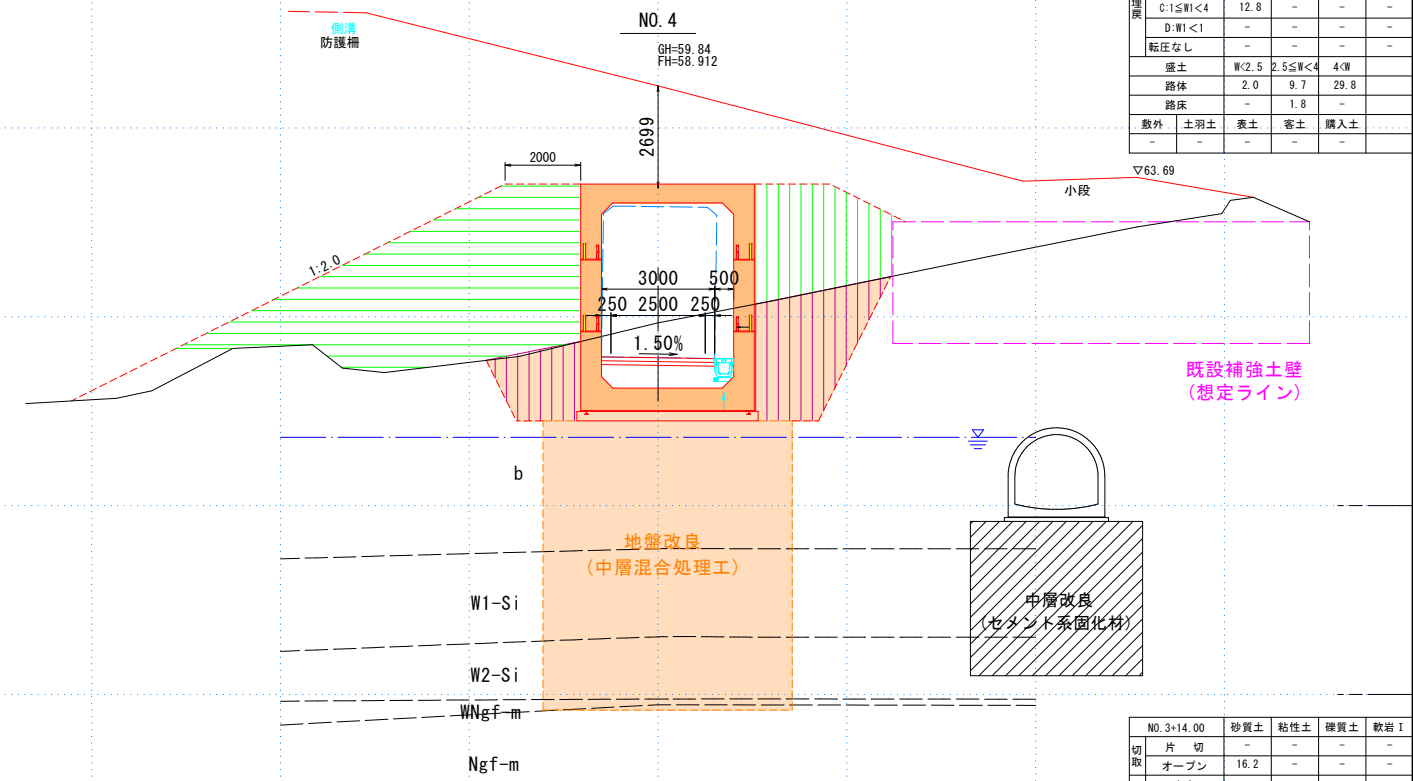 理戻
C:1≦W1<4 12.8 - - -
D:W1<1 - - - -
転圧なし - - - -
盛土 W<2.5 2.5≦W<4 4<W
路体 2.0 9.7 29.8
路床 - 1.8 -
敷外 土羽土 表土 客土 購入土
- - - - -
NO.4
GH=59.84
FH=58.912
側溝
防護柵
2699
2000
▽63.69
小段
1:2.0
3000 500
250 2500 250
1.50%
既設補強土壁
(想定ライン)
b
地盤改良
(中層混合処理工)
W1-Si
中層改良
(セメント系固化材)
W2-Si
WNgf-m
Ngf-m
NO.3+14.00 砂質土 粘性土 礫質土 軟岩Ⅰ
切取 片 切 - - - -
オープン 16.2 - - -